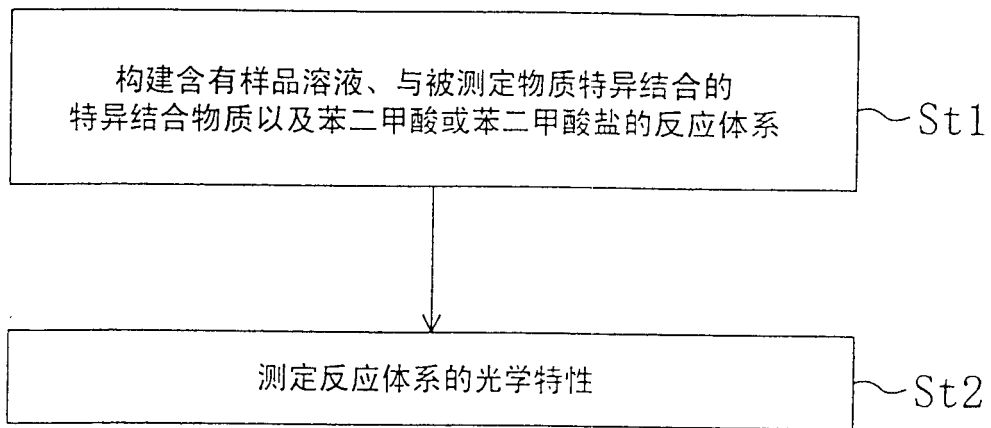 构建含有样品溶液、与被测定物质特异结合的
特异结合物质以及苯二甲酸或苯二甲酸盐的反应体系
St1
测定反应体系的光学特性
St2